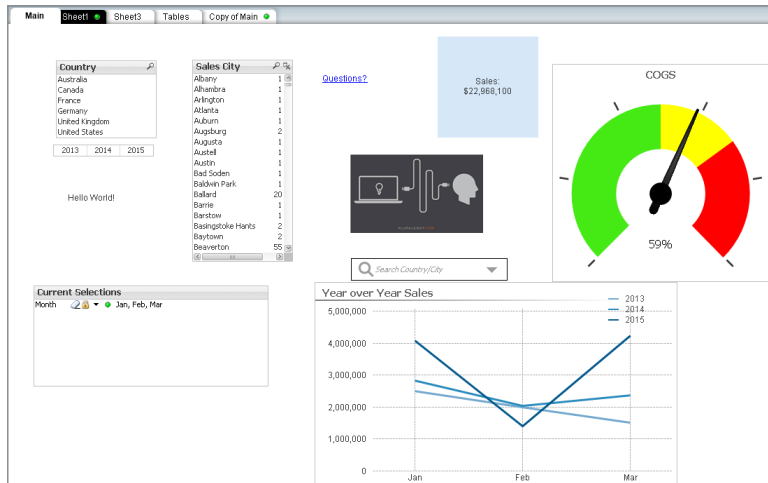 Main Sheet1 Sheet3 Tables Copy of Main
Country
Australia
Canada
France
Germany
United Kingdom
United States
2013 2014 2015
Hello World!
Sales City
Albany 1
Alhambra 1
Arlington 1
Atlanta 1
Auburn 1
Augsburg 2
Augusta 1
Austell 1
Austin 1
Bad Soden 1
Baldwin Park 1
Ballard 20
Barrie 1
Barstow 1
Basingstoke Hants 2
Baytown 2
Beaverton 55
Questions?
Sales:
$22,968,100
COGS
59%
Search Country/City
Current Selections
Month Jan, Feb, Mar
Year over Year Sales
2013
2014
2015
5,000,000
4,000,000
3,000,000
2,000,000
1,000,000
0
Jan Feb Mar